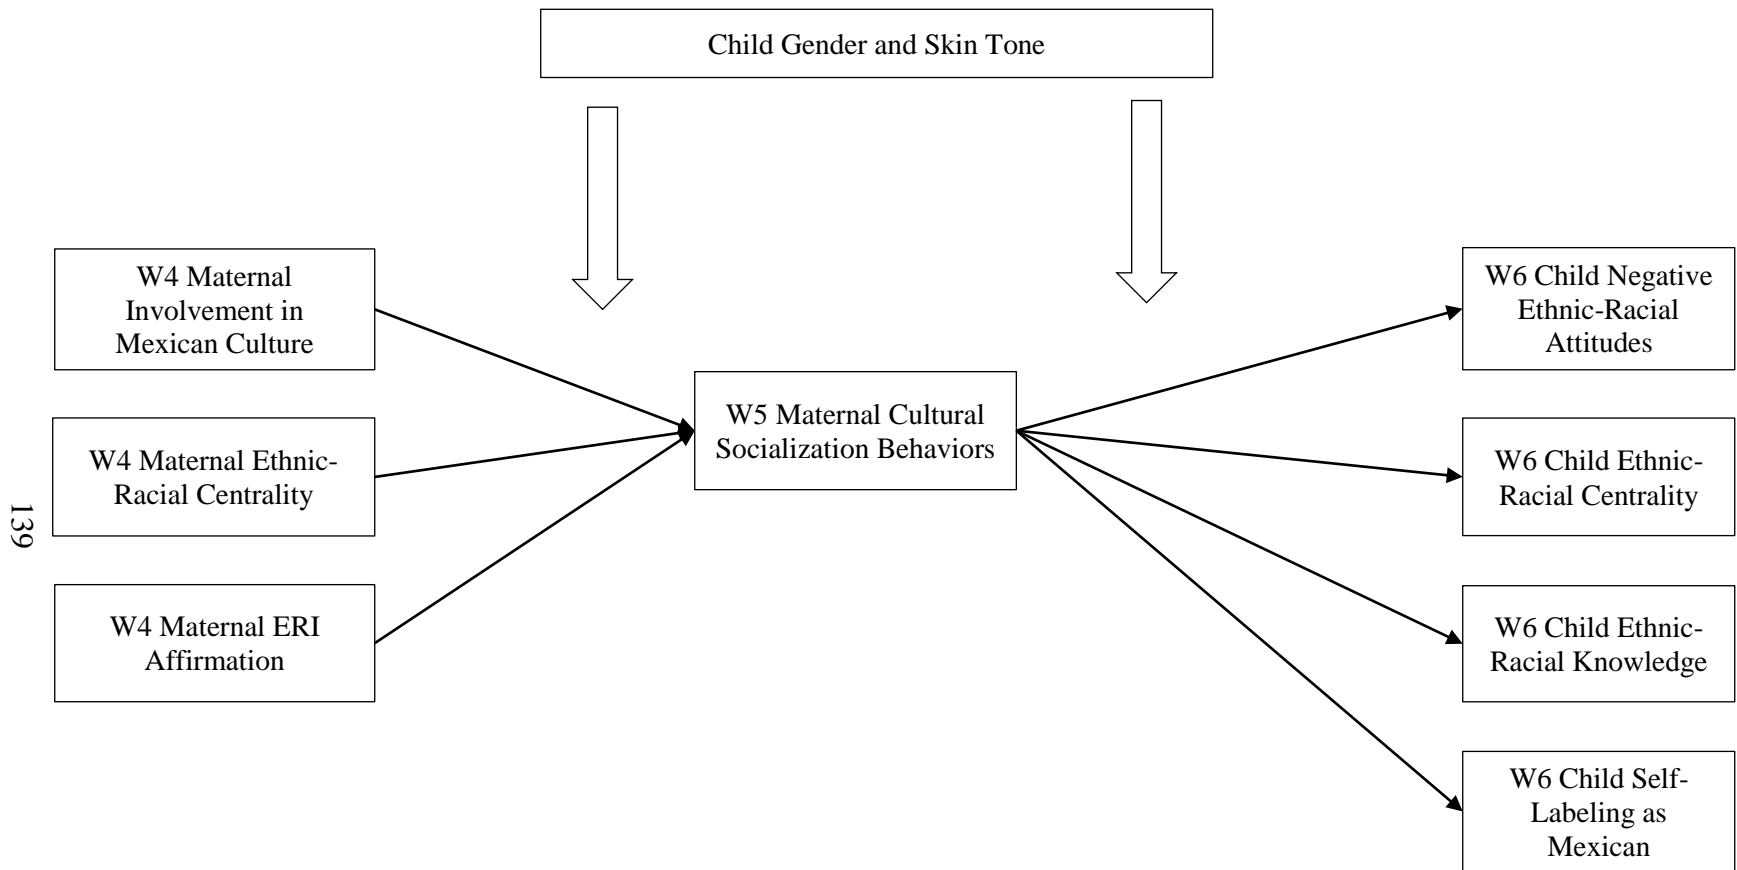 Child Gender and Skin Tone
W4 Maternal
Involvement in
Mexican Culture
W4 Maternal Ethnic-
Racial Centrality
W4 Maternal ERI
Affirmation
W5 Maternal Cultural
Socialization Behaviors
W6 Child Negative
Ethnic-Racial
Attitudes
W6 Child Ethnic-
Racial Centrality
W6 Child Ethnic-
Racial Knowledge
W6 Child Self-
Labeling as
Mexican
139